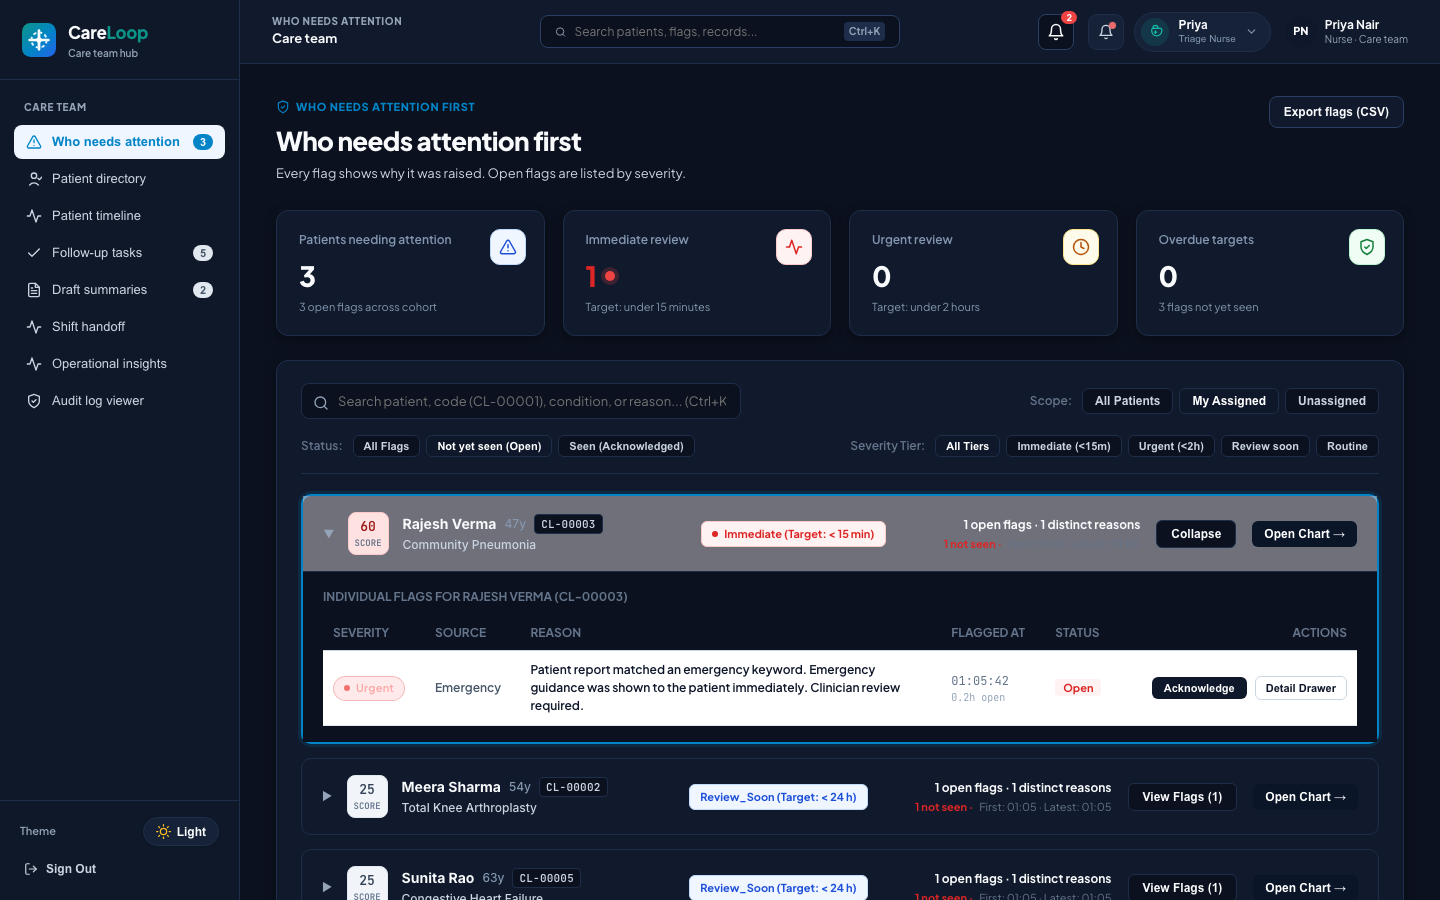 CareLoop
Care team hub
CARE TEAM
Who needs attention 3
Patient directory
Patient timeline
Follow-up tasks 5
Draft summaries 2
Shift handoff
Operational insights
Audit log viewer
Theme
Light
Sign Out
WHO NEEDS ATTENTION
Care team
Search patients, flags, records...
Ctrl+K
2
Priya
Triage Nurse
PN
Priya Nair
Nurse · Care team
WHO NEEDS ATTENTION FIRST
Who needs attention first
Every flag shows why it was raised. Open flags are listed by severity.
Export flags (CSV)
Patients needing attention
3
3 open flags across cohort
Immediate review
1
Target: under 15 minutes
Urgent review
0
Target: under 2 hours
Overdue targets
0
3 flags not yet seen
Search patient, code (CL-00001), condition, or reason... (Ctrl+K
Scope: All Patients My Assigned Unassigned
Status: All Flags Not yet seen (Open) Seen (Acknowledged)
Severity Tier: All Tiers Immediate (<15m) Urgent (<2h) Review soon Routine
60
SCORE
Rajesh Verma 47y CL-00003
Community Pneumonia
Immediate (Target: < 15 min)
1 open flags · 1 distinct reasons
1 not seen ·
Collapse
Open Chart →
INDIVIDUAL FLAGS FOR RAJESH VERMA (CL-00003)
SEVERITY SOURCE REASON FLAGGED AT STATUS ACTIONS
Urgent
Emergency
Patient report matched an emergency keyword. Emergency
guidance was shown to the patient immediately. Clinician review
required.
01:05:42
0.2h open
Open
Acknowledge
Detail Drawer
25
SCORE
Meera Sharma 54y CL-00002
Total Knee Arthroplasty
Review_Soon (Target: < 24 h)
1 open flags · 1 distinct reasons
1 not seen · First: 01:05 · Latest: 01:05
View Flags (1)
Open Chart →
25
SCORE
Sunita Rao 63y CL-00005
Congestive Heart Failure
Review_Soon (Target: < 24 h)
1 open flags · 1 distinct reasons
1 not seen · First: 01:05 · Latest: 01:05
View Flags (1)
Open Chart →